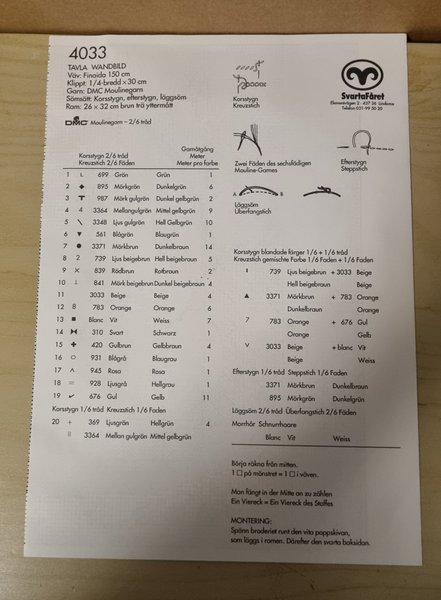 4033
TAVLA WANDBILD
Väv: Finoida 150 cm
Klippt: 1/4-bredd × 30 cm
Garn: DMC Moulinegarn
Sömsätt: Korsstygn, efterstygn, läggsöm
Ram: 26 × 32 cm brun trä yttermått
DMC Moulinegarn - 2/6 tråd
Korsstygn
Kreuzstich
SvartaFåret
Telefon 031-99 50 20
Zwei Fäden des sechsfädigen
Mouline-Games
Efterstygn
Steppstich
A B
Läggsöm
Überfangstich
Garnåtgång
Korsstygn 2/6 tråd Meter
Kreuzstich 2/6 Fäden Meter pro farbe
1 L 699 Grön Grün 1
2 ◆ 895 Mörkgrön Dunkelgrün 6
3 T 987 Mörk gulgrön Dunkel gelbgrün 2
4 4 3364 Mellangulgrön Mittel gelbgrün 9
5 \ 3348 Ljus gulgrön Hell Gelbgrün 10
6 ▼ 561 Blågrön Blaugrün 1
7 ● 3371 Mörkbrun Dunkelbraun 14
8 2 739 Ljus beigebrun Hell beigebraun 5
9 × 839 Rödbrun Rotbraun 2
10 ⊥ 841 Mörk beigebrun Dunkel beigebraun 4
11 3033 Beige Beige 4
12 8 783 Orange Orange 4
13 ■ Blanc Vit Weiss 7
14 ⧓ 310 Svart Schwarz 1
15 ✚ 420 Gulbrun Gelbbraun 4
16 ○ 931 Blågrå Blaugrau 1
17 ^ 945 Rosa Rosa 1
18 = 928 Ljusgrå Hellgrau 1
19 ✓ 676 Gul Gelb 11
Korsstygn 1/6 tråd Kreuzstich 1/6 Faden
20 + 369 Ljusgrön Hellgrün 4
|| 3364 Mellan gulgrön Mittel gelbgrün
Korsstygn blandade färger 1/6 + 1/6 tråd
Kreuzstich gemischte Farbe 1/6 + 1/6 Faden
ı 739 Ljus beigebrun + 3033 Beige
Hell beigebraun Beige
▲ 3371 Mörkbrun + 783 Orange
Dunkelbraun Orange
7 783 Orange + 676 Gul
Orange Gelb
V 3033 Beige + blanc Vit
Beige Weiss
Efterstygn 1/6 tråd Steppstich 1/6 Faden
3371 Mörkbrun Dunkelbraun
895 Mörkgrön Dunkelgrün
Läggsöm 2/6 tråd Überfangstich 2/6 Faden
Morrhår Schnurrhaare
Blanc Vit Weiss
Börja räkna från mitten.
1 □ på mönstret = 1 □ i väven.
Man fängt in der Mitte an zu zählen
Ein Viereck = Ein Viereck des Stoffes
MONTERING:
Spänn broderiet runt den vita pappskivan,
som läggs i ramen. Därefter den svarta baksidan.